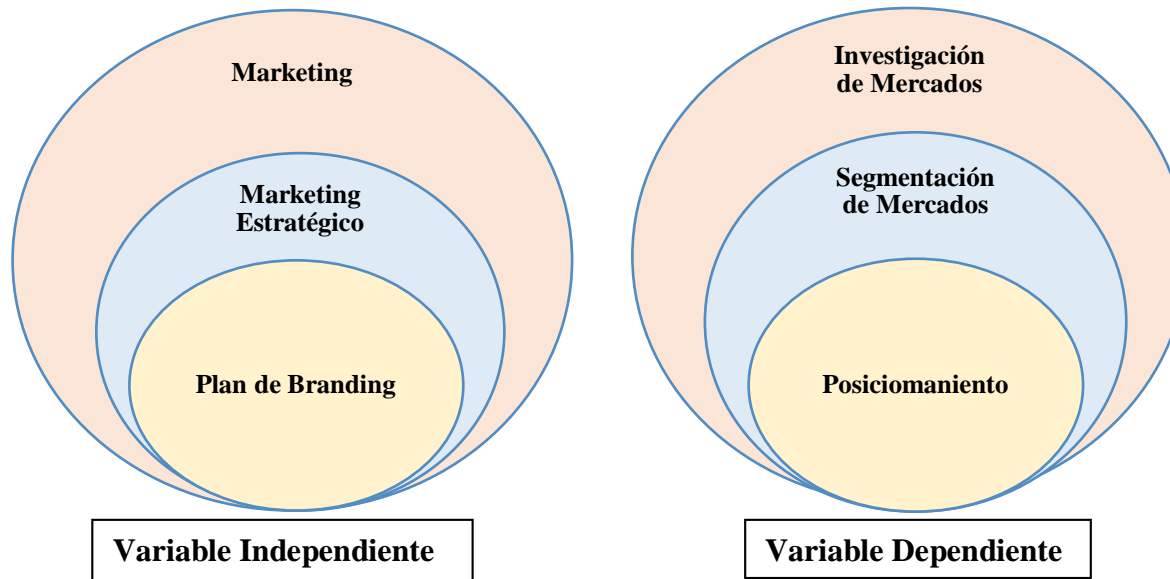 Marketing
Marketing
Estratégico
Plan de Branding
Variable Independiente
Investigación
de Mercados
Segmentación
de Mercados
Posiciomaniento
Variable Dependiente